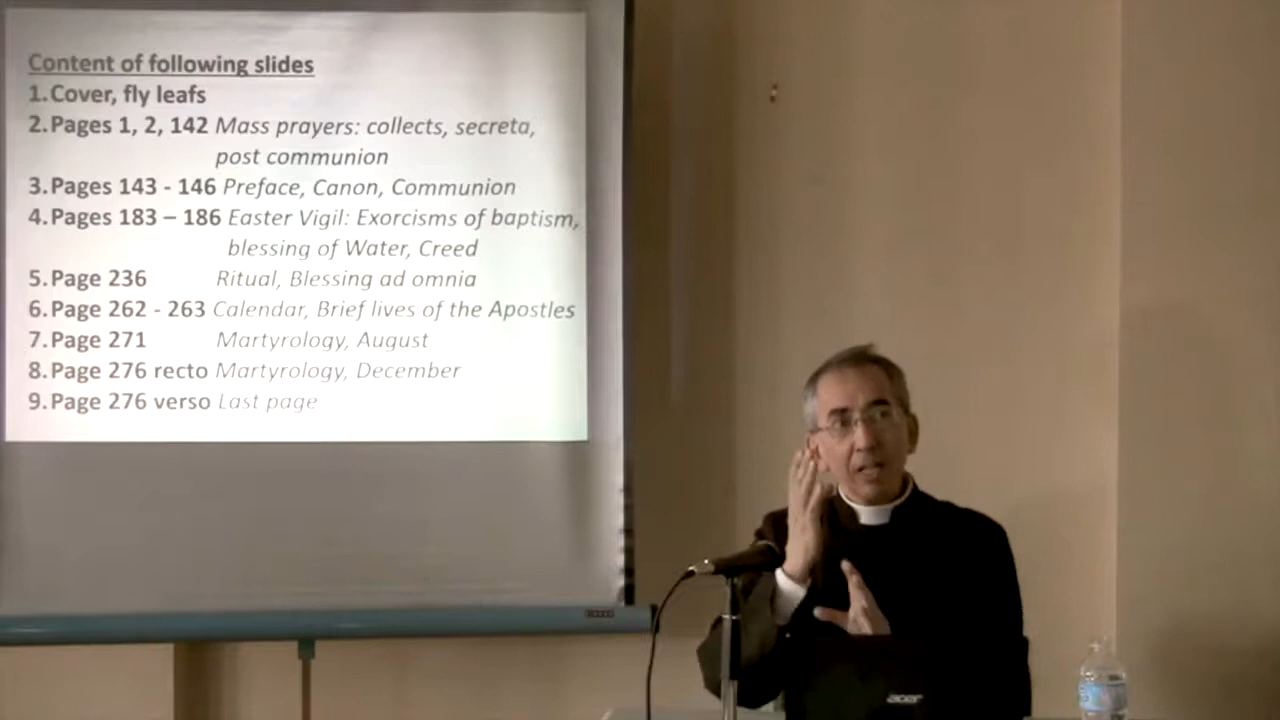 Content of following slides
1. Cover, fly leafs
2. Pages 1, 2, 142 Mass prayers: collects, secreta,
post communion
3. Pages 143 - 146 Preface, Canon, Communion
4. Pages 183 – 186 Easter Vigil: Exorcisms of baptism,
blessing of Water, Creed
5. Page 236 Ritual, Blessing ad omnia
6. Page 262 - 263 Calendar, Brief lives of the Apostles
7. Page 271 Martyrology, August
8. Page 276 recto Martyrology, December
9. Page 276 verso Last page
acer